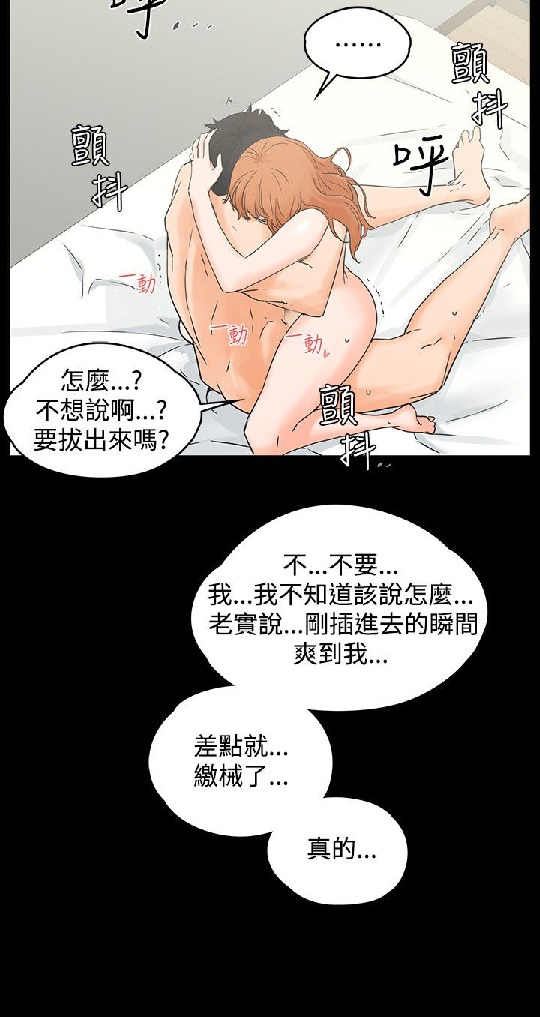 呼
……
顫
抖
顫
抖
呼
一動
一動
一動
怎麼...?
不想說啊...?
要拔出來嗎?
顫
抖
不...不要...
我...我不知道該說怎麼...
老實說...剛插進去的瞬間
爽到我...
差點就...
繳械了...
真的...